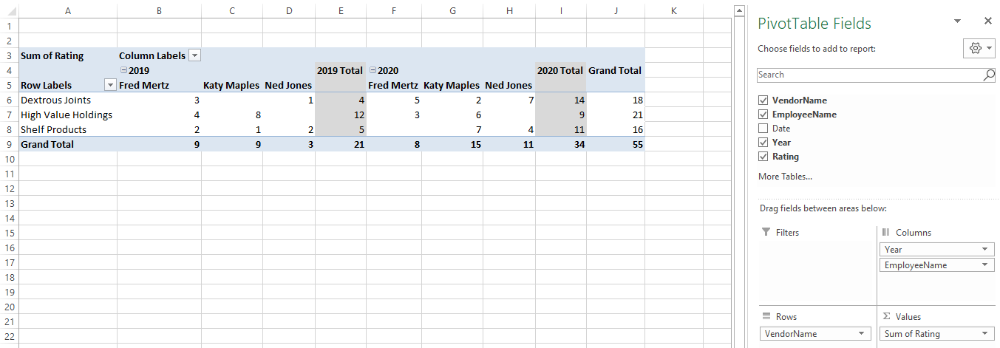 A B C D E F G H I J K
1
2
3 Sum of Rating Column Labels
4 2019 2019 Total 2020 2020 Total Grand Total
5 Row Labels Fred Mertz Katy Maples Ned Jones Fred Mertz Katy Maples Ned Jones
6 Dextrous Joints 3 1 4 5 2 7 14 18
7 High Value Holdings 4 8 12 3 6 9 21
8 Shelf Products 2 1 2 5 7 4 11 16
9 Grand Total 9 9 3 21 8 15 11 34 55
10
11
12
13
14
15
16
17
18
19
20
21
22
PivotTable Fields
Choose fields to add to report:
Search
VendorName
EmployeeName
Date
Year
Rating
More Tables...
Drag fields between areas below:
Filters
Columns
Year
EmployeeName
Rows
VendorName
Σ Values
Sum of Rating